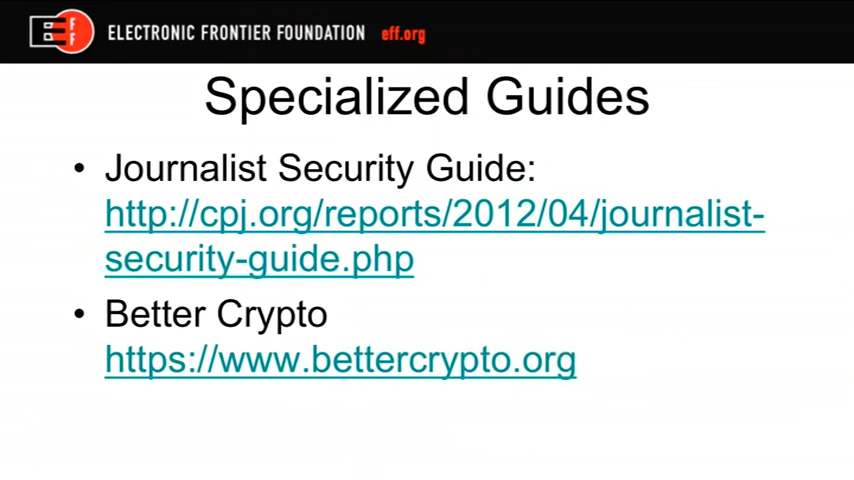 EFF
ELECTRONIC FRONTIER FOUNDATION eff.org
Specialized Guides
• Journalist Security Guide:
http://cpj.org/reports/2012/04/journalist-
security-guide.php
• Better Crypto
https://www.bettercrypto.org